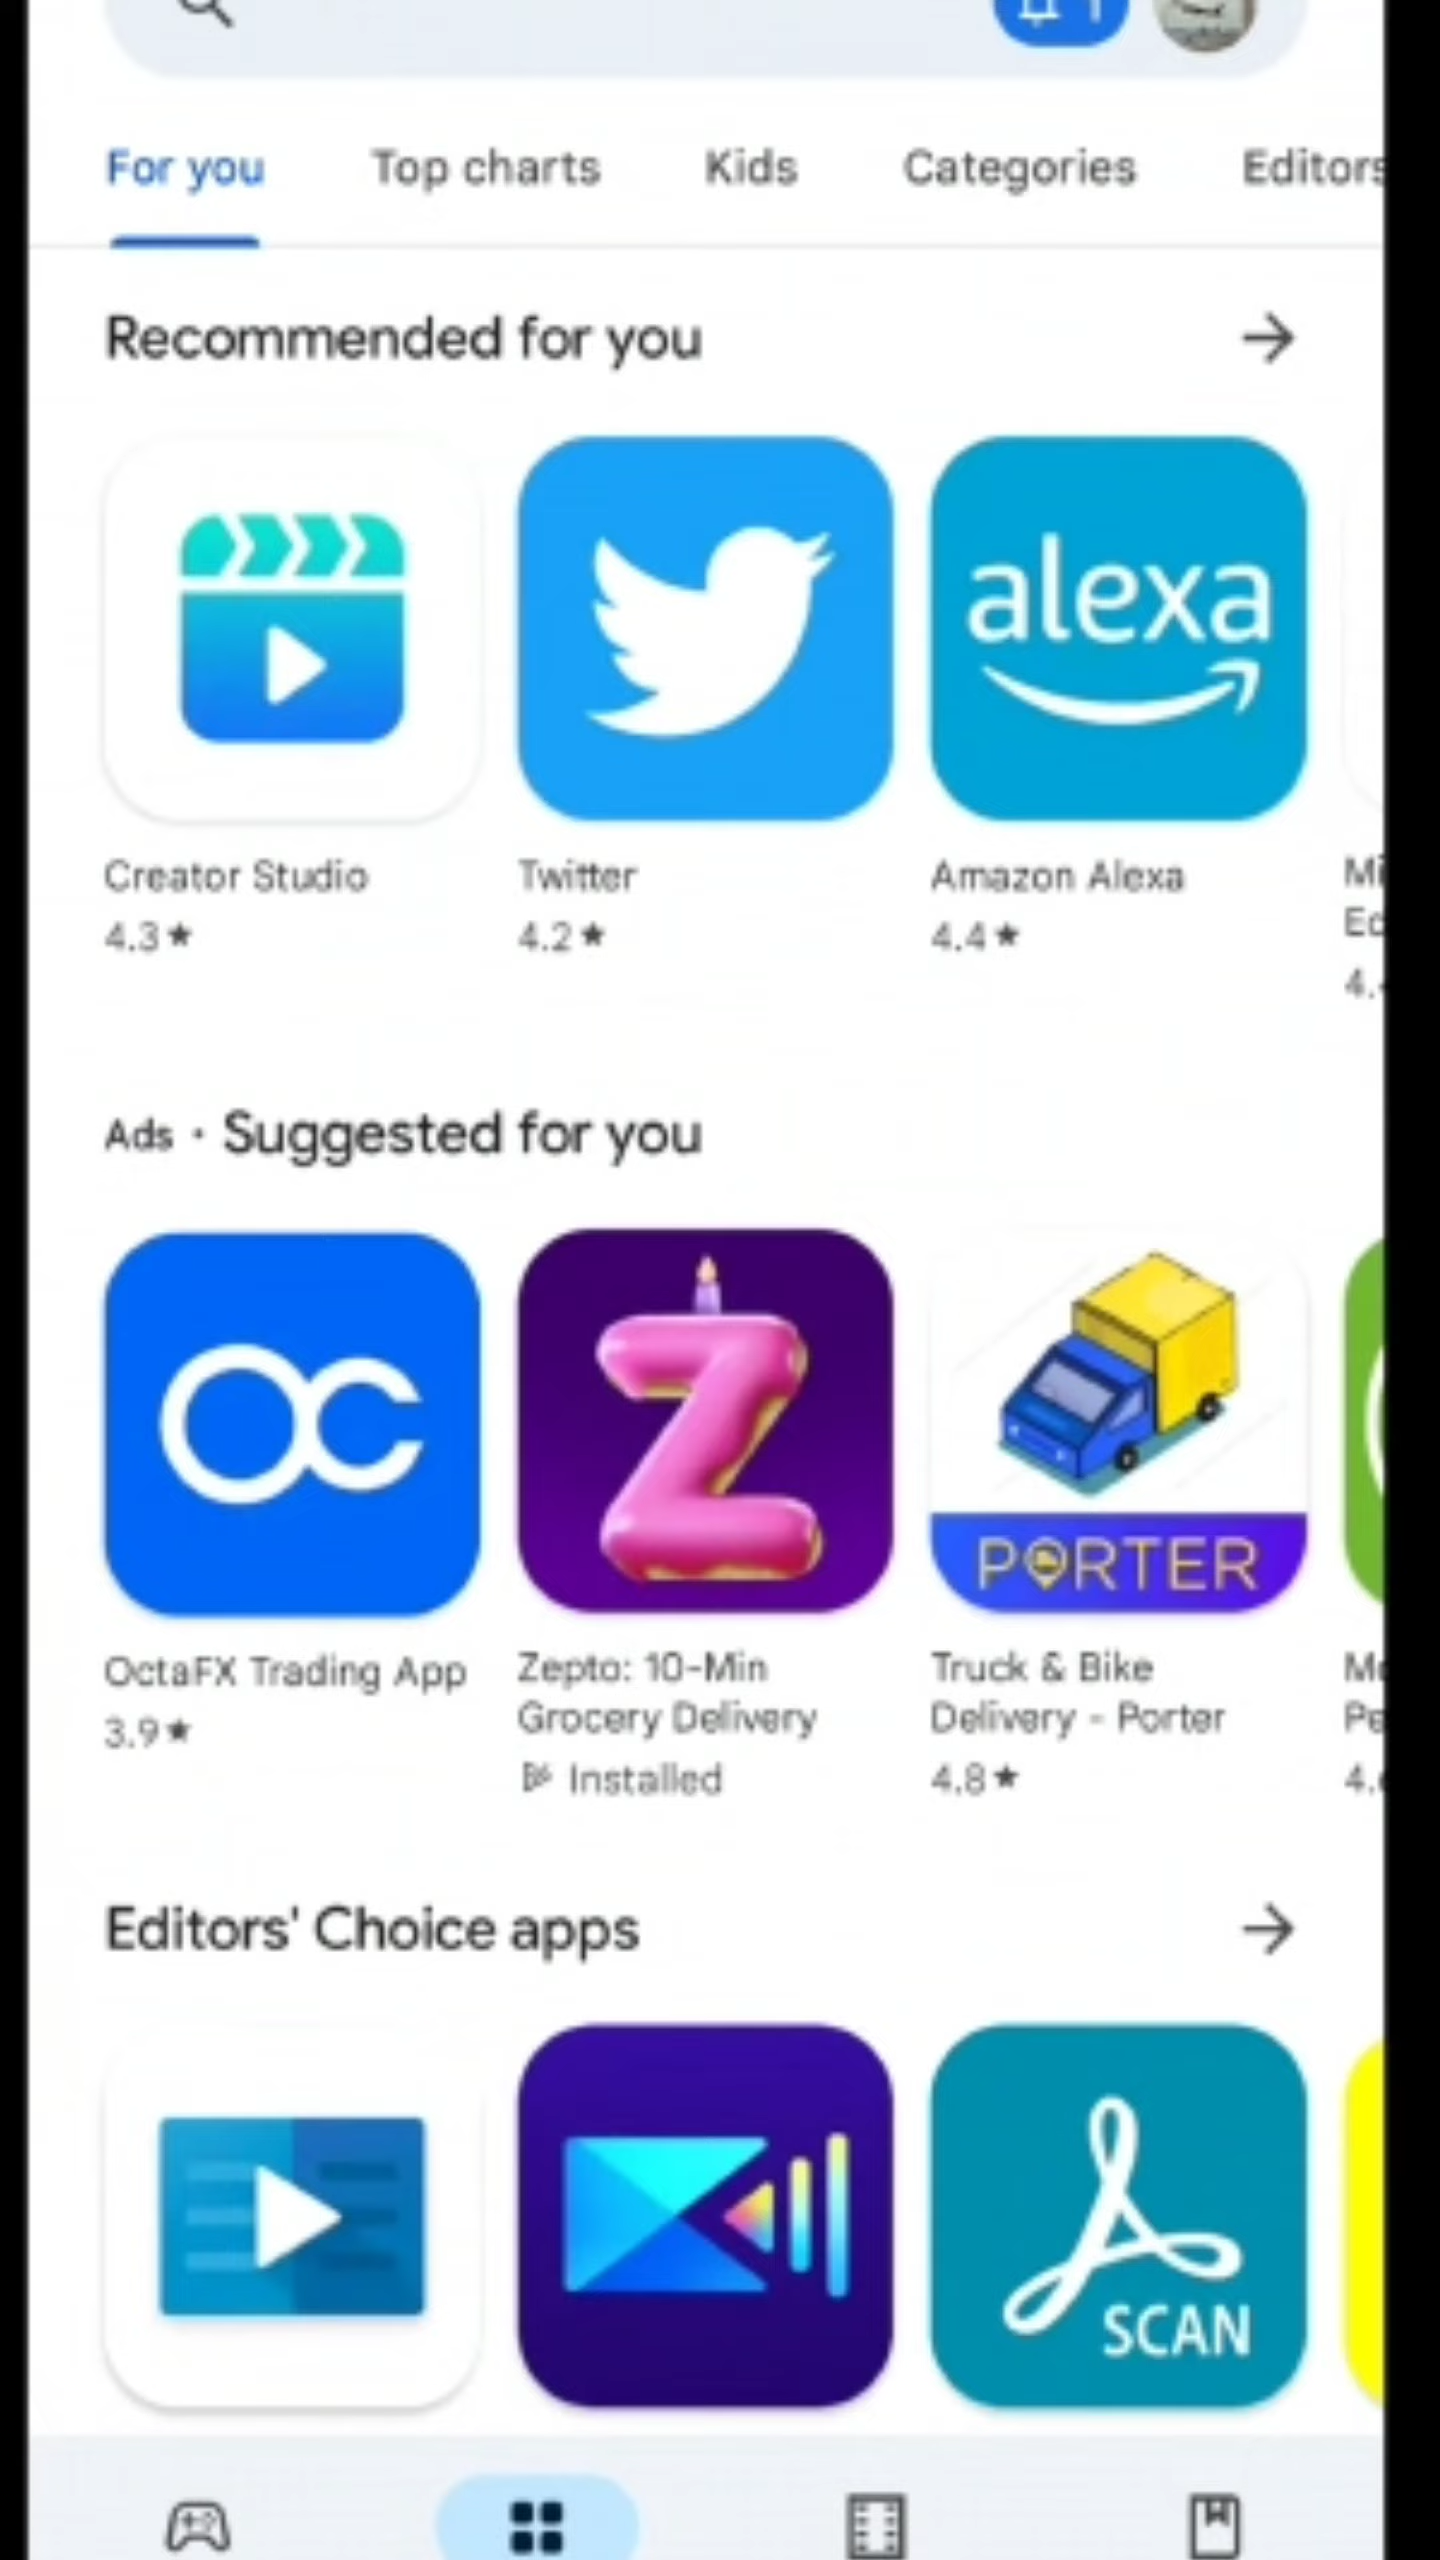 For you Top charts Kids Categories Editors
Recommended for you
alexa
Creator Studio Twitter Amazon Alexa
4.3★ 4.2★ 4.4★
Ads · Suggested for you
OC
Z
PORTER
OctaFX Trading App Zepto: 10-Min Truck & Bike
Grocery Delivery Delivery - Porter
3.9★ Installed 4.8★
Editors' Choice apps
SCAN